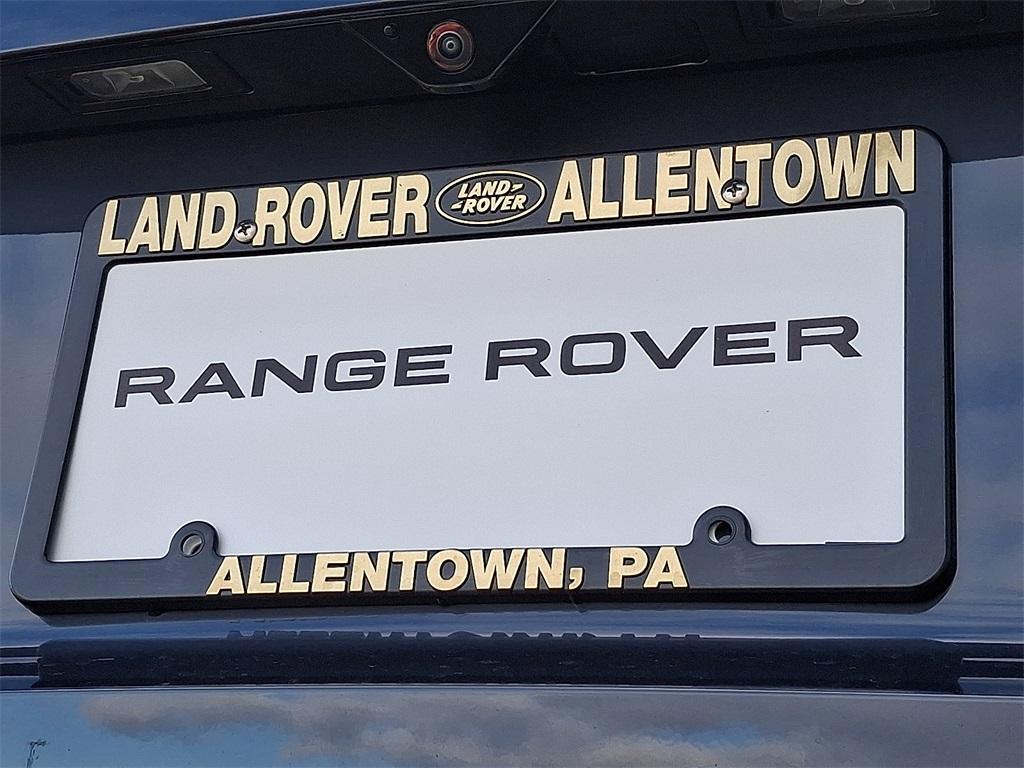 LAND ROVER LAND-ROVER ALLENTOWN
RANGE ROVER
ALLENTOWN, PA